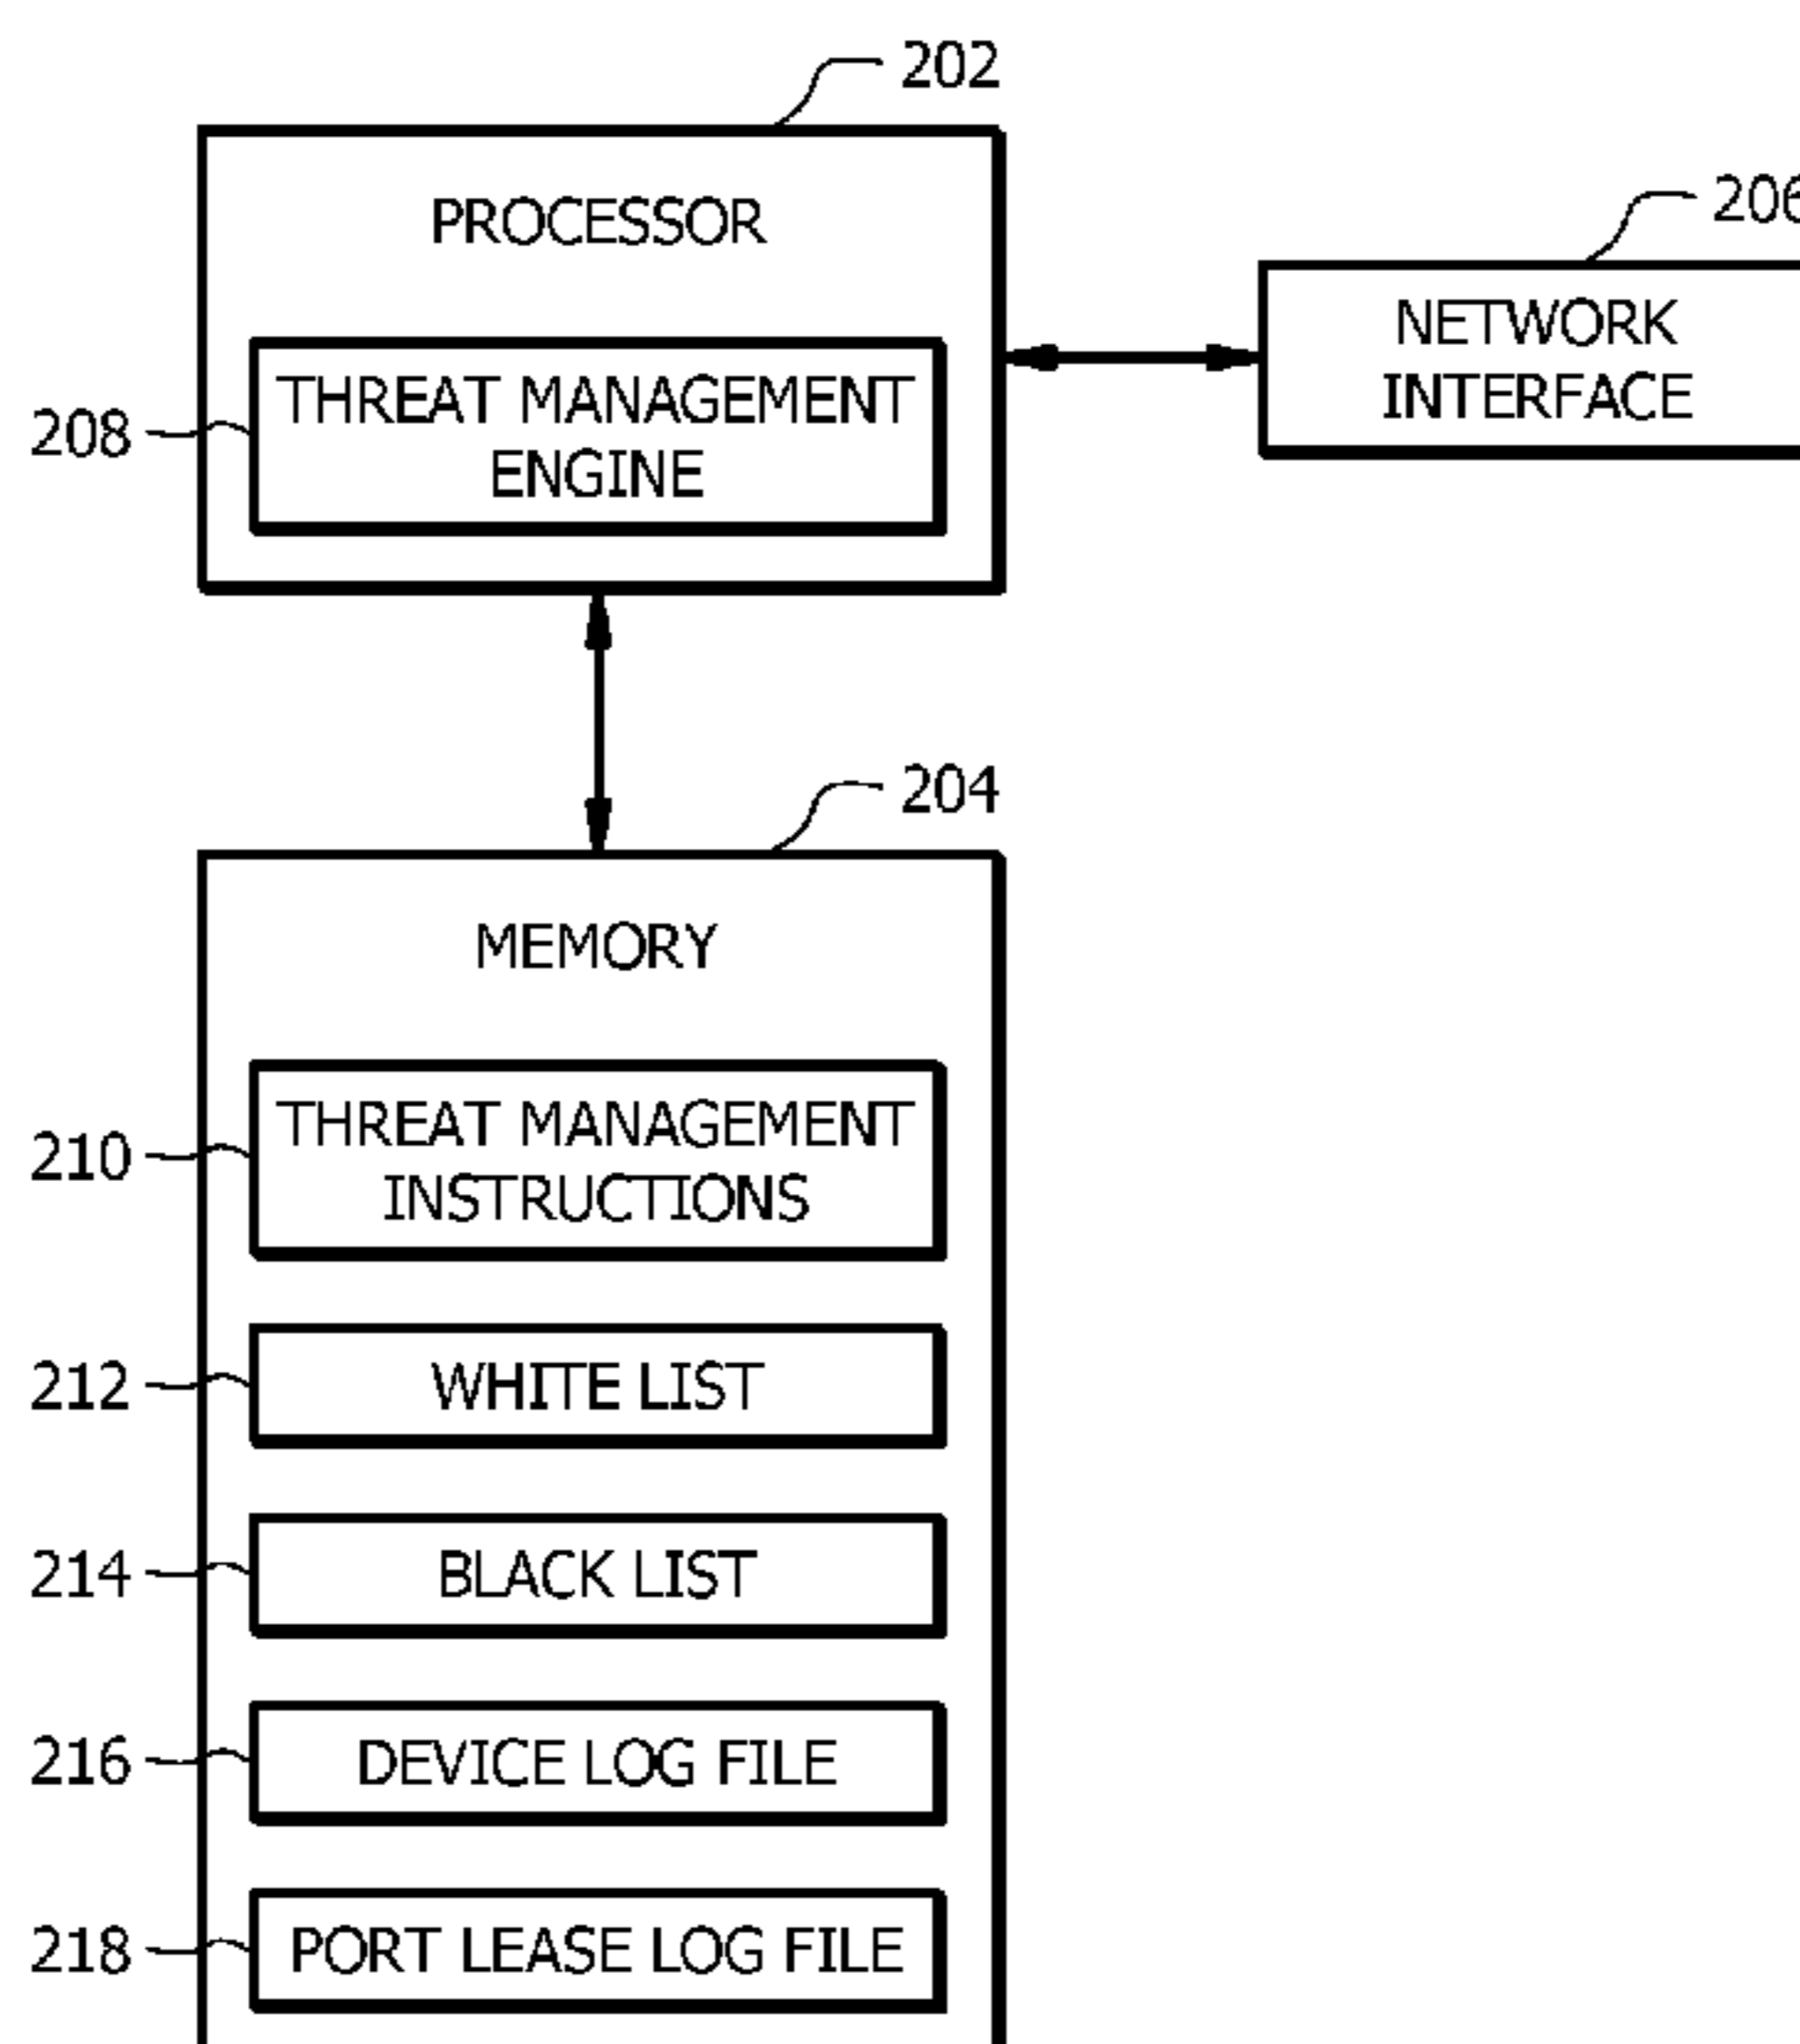 202
PROCESSOR
206
NETWORK
INTERFACE
THREAT MANAGEMENT
ENGINE
208
204
MEMORY
THREAT MANAGEMENT
INSTRUCTIONS
210
212
WHITE LIST
214
BLACK LIST
216
DEVICE LOG FILE
218
PORT LEASE LOG FILE